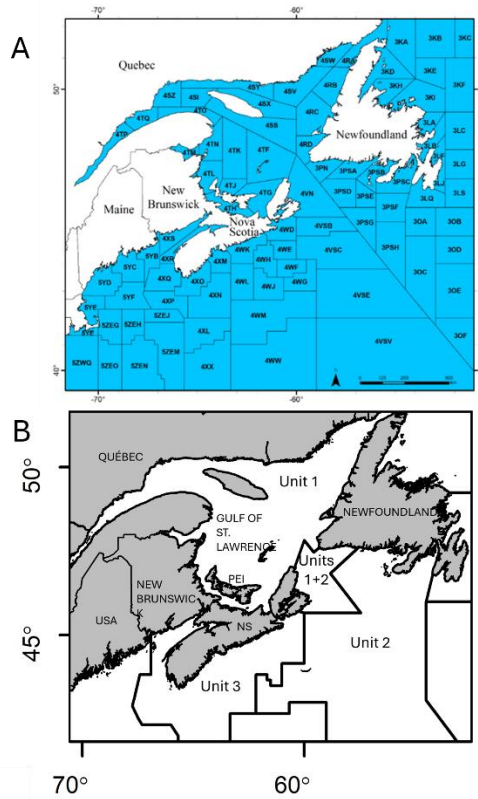 A
Quebec
Newfoundland
New
Brunswick
Maine
Nova
Scotia
50°
40°
-70°
-60°
3KA
3KB
3KC
4SW
4RA
3KD
3KE
3KH
4SZ
4SI
4SY
4SV
4RB
3KI
3KF
4TQ
4TO
4SX
4RC
3LA
4TP
4SS
3LC
4TN
4TK
4TF
4RD
3LB
4TM
3PN
3PSA
3PSB
3LG
4TL
4TJ
4TG
4VN
3PSD
3PSE
3PSC
3LJ
3LS
4TH
3LQ
3PSF
4XS
4WD
4VSB
3PSG
3OA
3OB
5YB
4XR
4XM
4WK
4WE
4VSC
3PSH
3OD
5YC
4XQ
4WH
4WF
3OC
5YD
4XO
4WL
4WJ
4WG
4VSE
3OE
5YF
4XP
4XN
5YE
5ZEJ
4WM
5ZEG
5ZEH
4XL
3OF
5YE
5ZEM
4VSV
5ZWQ
5ZEO
5ZEN
4XX
4WW
-70°
-60°
B
50°
45°
70°
60°
QUÉBEC
Unit 1
GULF OF
ST.
LAWRENCE
NEWFOUNDLAND
Units
1+2
PEI
NEW
BRUNSWIC
K
USA
NS
Unit 2
Unit 3